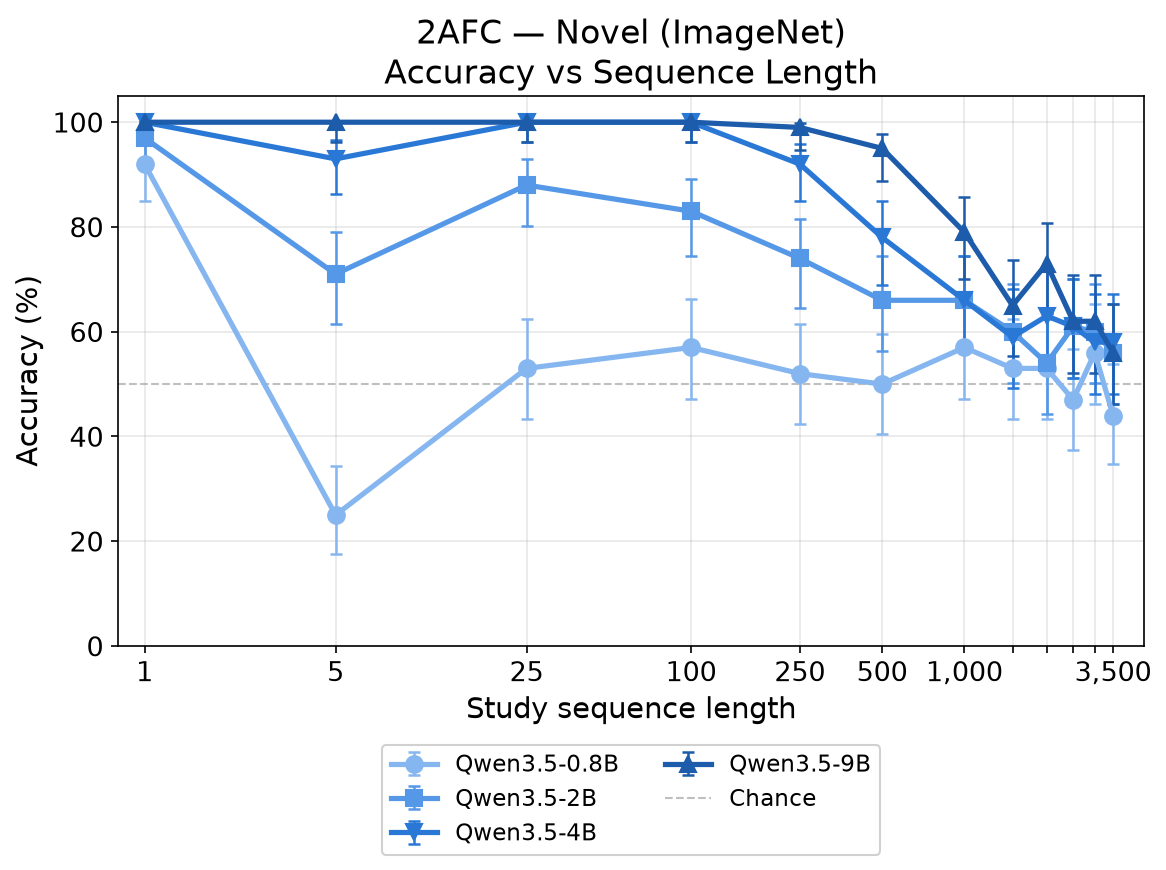 2AFC — Novel (ImageNet)
Accuracy vs Sequence Length
Accuracy (%)
100
80
60
40
20
0
1 5 25 100 250 500 1,000 3,500
Study sequence length
Qwen3.5-0.8B
Qwen3.5-2B
Qwen3.5-4B
Qwen3.5-9B
Chance